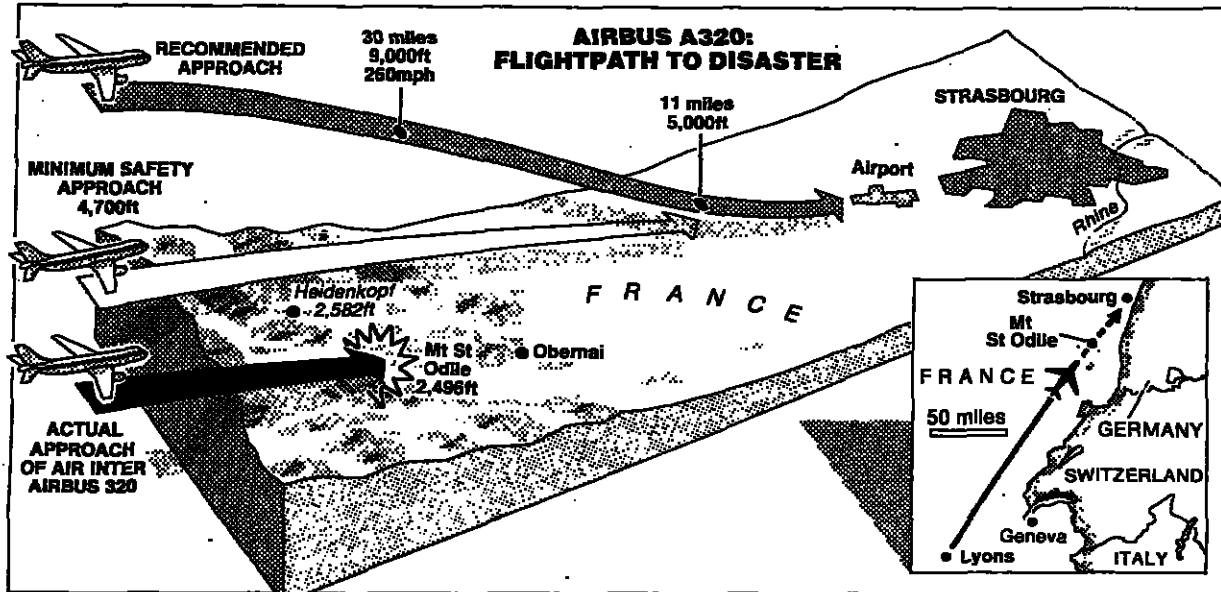 AIRBUS A320:
FLIGHTPATH TO DISASTER
RECOMMENDED
APPROACH
30 miles
9,000ft
260mph
11 miles
5,000ft
STRASBOURG
Airport
Rhine
MINIMUM SAFETY
APPROACH
4,700ft
Heidenkopf
2,582ft
FRANCE
Mt St
Odile
2,496ft
Obernai
ACTUAL
APPROACH
OF AIR INTER
AIRBUS 320
Strasbourg
Mt
St Odile
FRANCE
50 miles
GERMANY
SWITZERLAND
Geneva
Lyons
ITALY